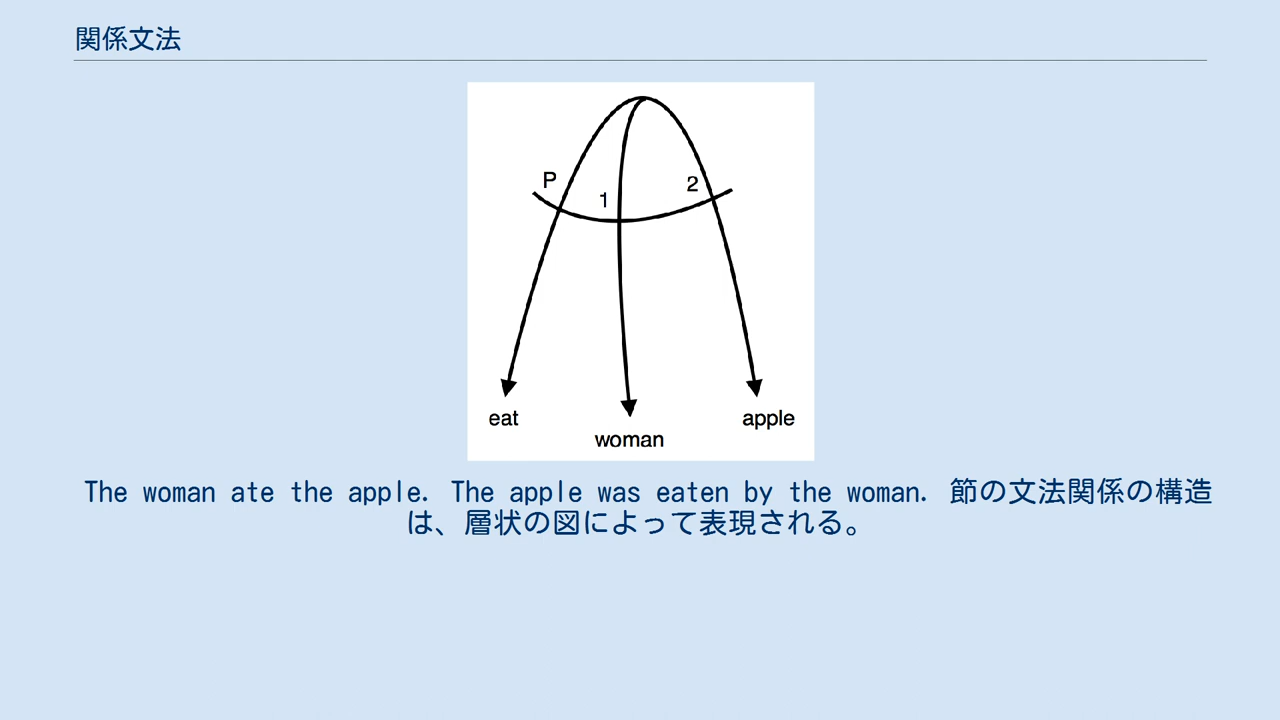 関係文法
P
1
2
eat
woman
apple
The woman ate the apple. The apple was eaten by the woman. 節の文法関係の構造
は、層状の図によって表現される。